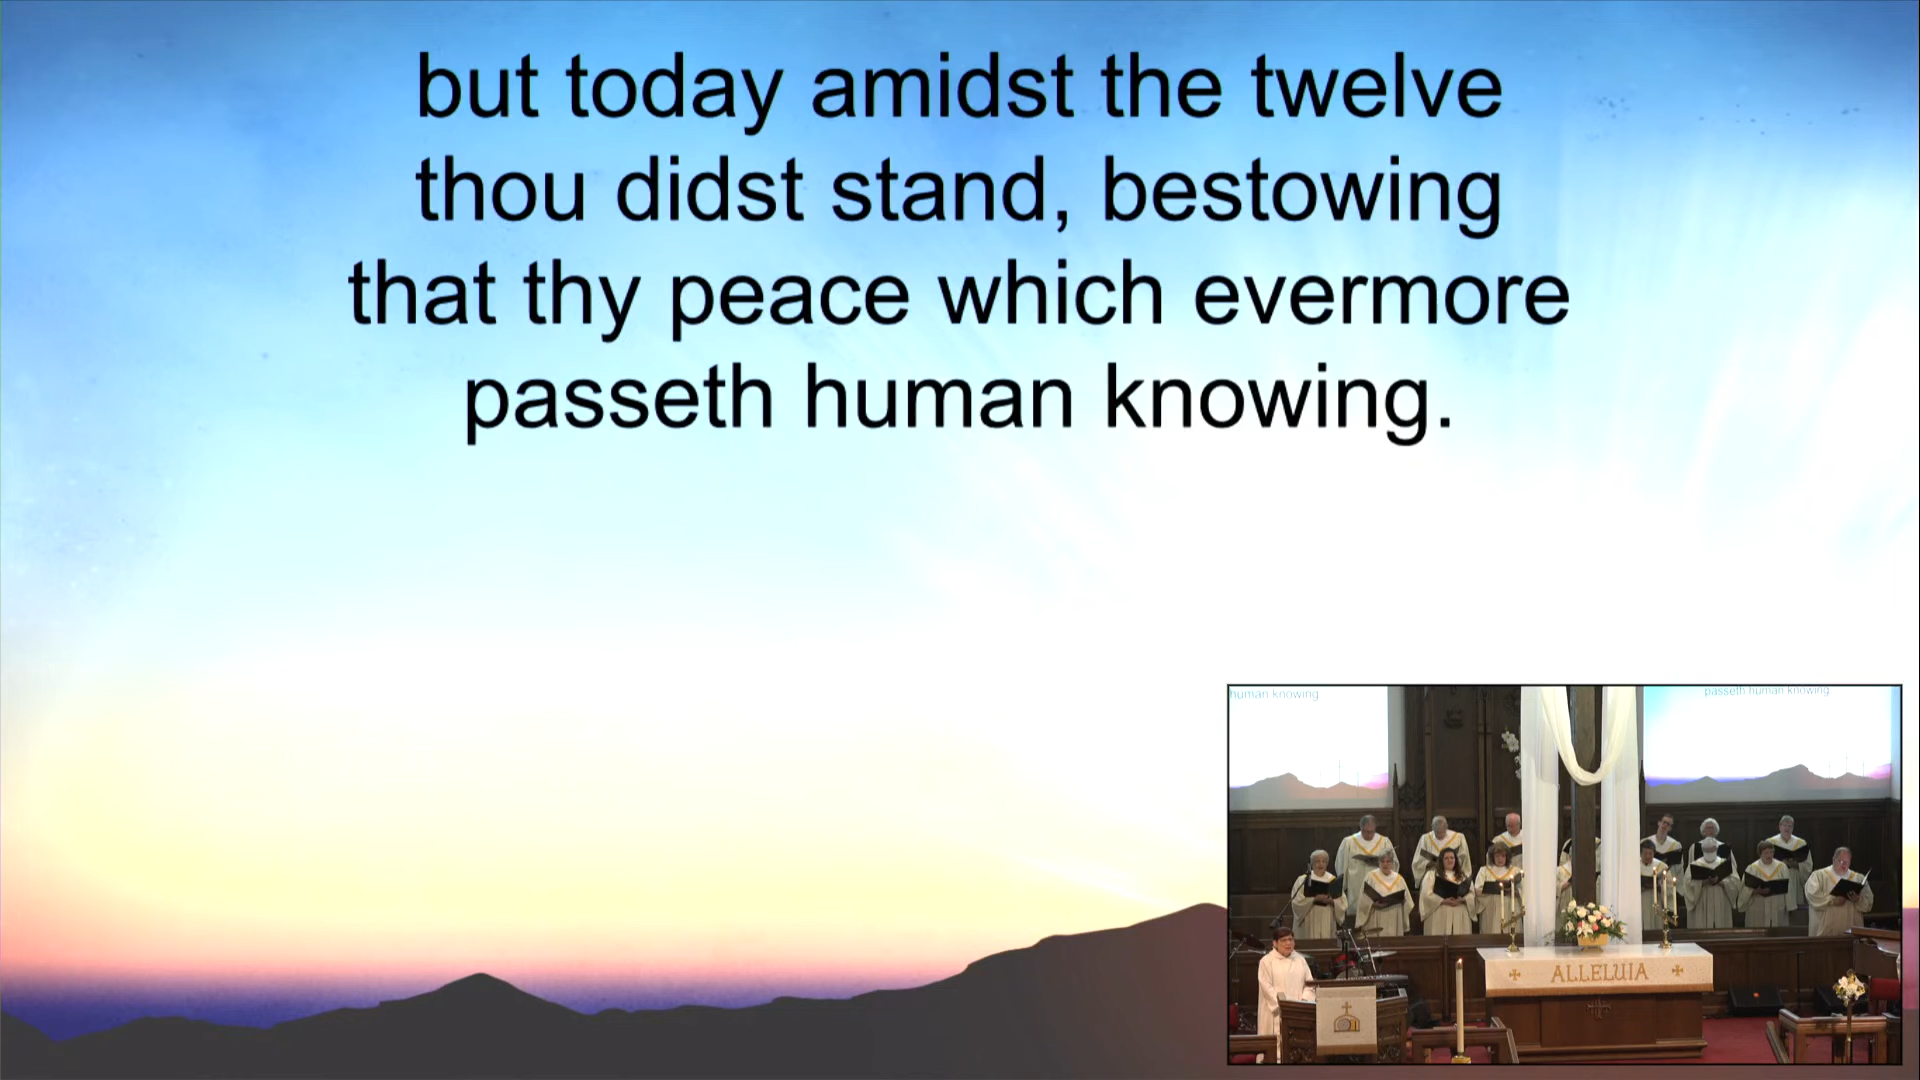 but today amidst the twelve
thou didst stand, bestowing
that thy peace which evermore
passeth human knowing.
human knowing
passeth human knowing
ALLELUIA